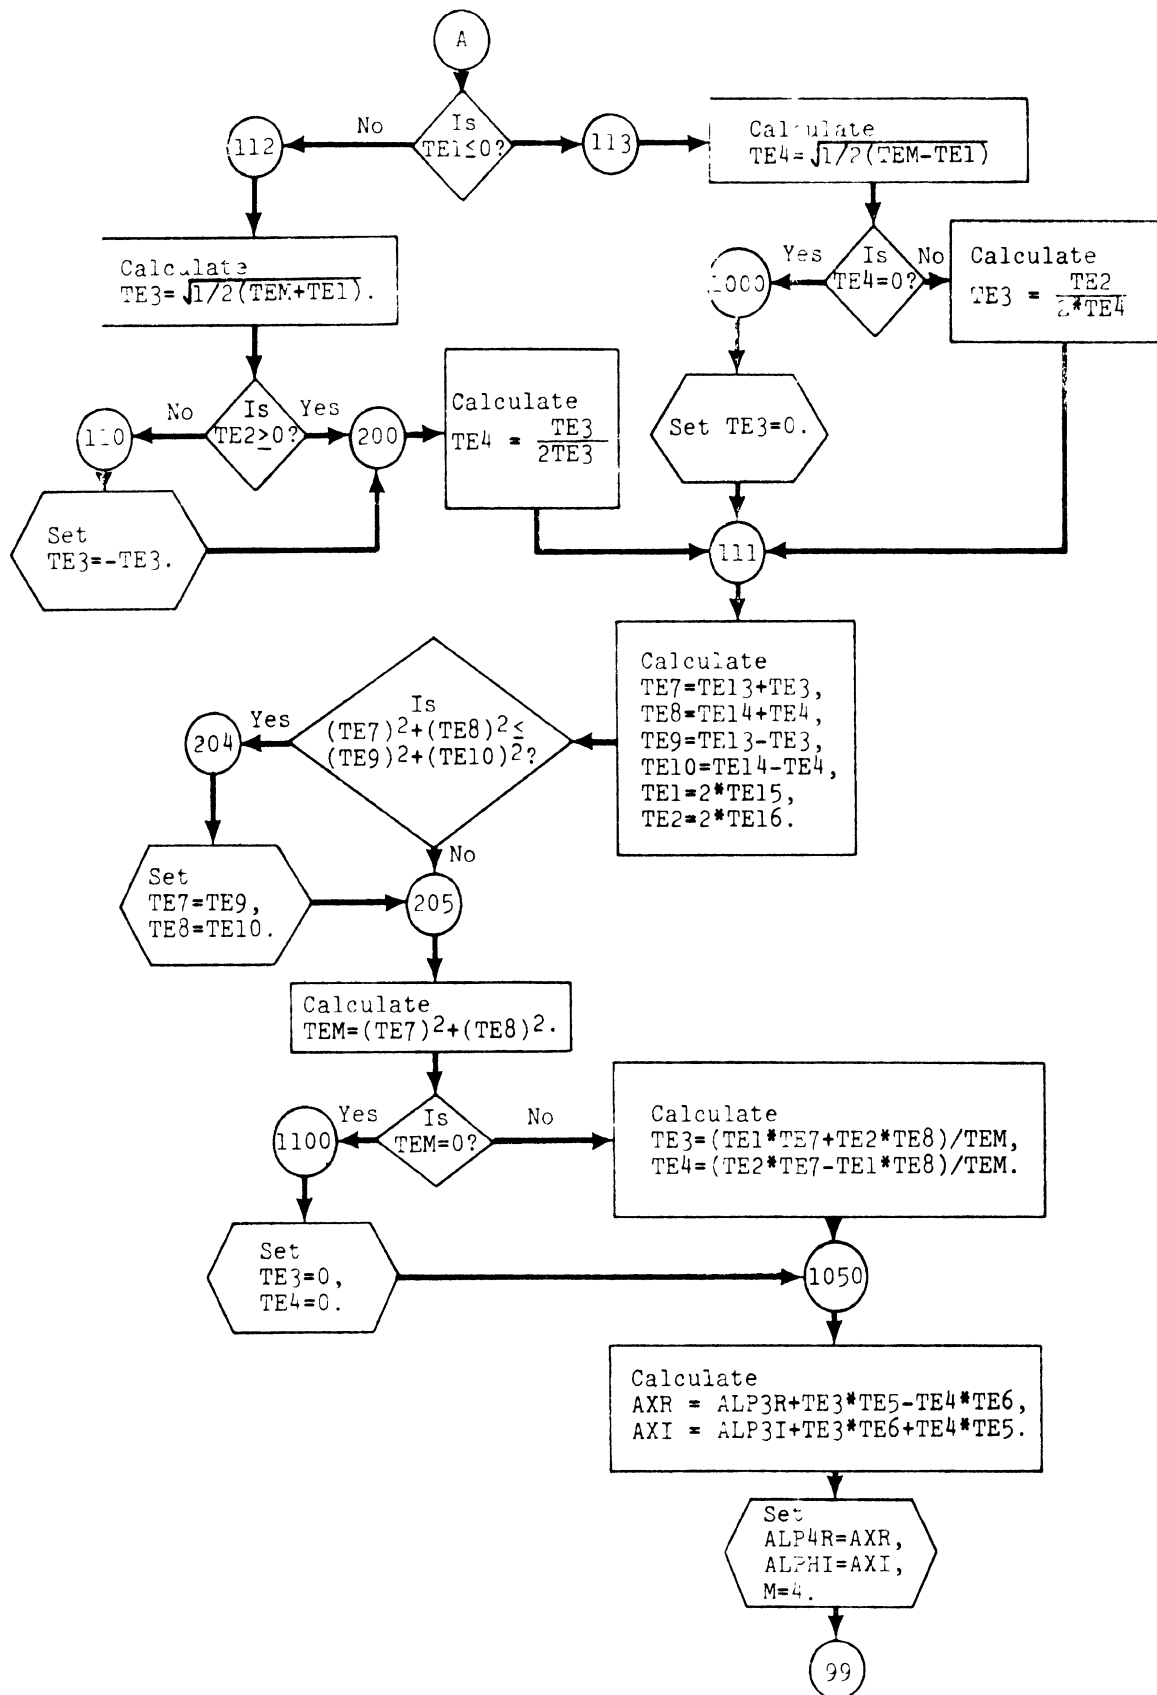 A
Is
TE1≤0?
No
112
113
Calculate
TE4=√1/2(TEM-TE1)
Calculate
TE3=√1/2(TEM+TE1).
Yes
Is
TE4=0?
No
1000
Calculate
TE3 = TE2
2*TE4
Set TE3=0.
No
Is
TE2≥0?
Yes
110
200
Calculate
TE4 = TE3
2TE3
Set
TE3=-TE3.
111
Calculate
TE7=TE13+TE3,
TE8=TE14+TE4,
TE9=TE13-TE3,
TE10=TE14-TE4,
TE1=2*TE15,
TE2=2*TE16.
Is
(TE7)²+(TE8)²≤
(TE9)²+(TE10)²?
Yes
204
No
Set
TE7=TE9,
TE8=TE10.
205
Calculate
TEM=(TE7)²+(TE8)².
Yes
Is
TEM=0?
No
1100
Calculate
TE3=(TE1*TE7+TE2*TE8)/TEM,
TE4=(TE2*TE7-TE1*TE8)/TEM.
Set
TE3=0,
TE4=0.
1050
Calculate
AXR = ALP3R+TE3*TE5-TE4*TE6,
AXI = ALP3I+TE3*TE6+TE4*TE5.
Set
ALP4R=AXR,
ALPHI=AXI,
M=4.
99